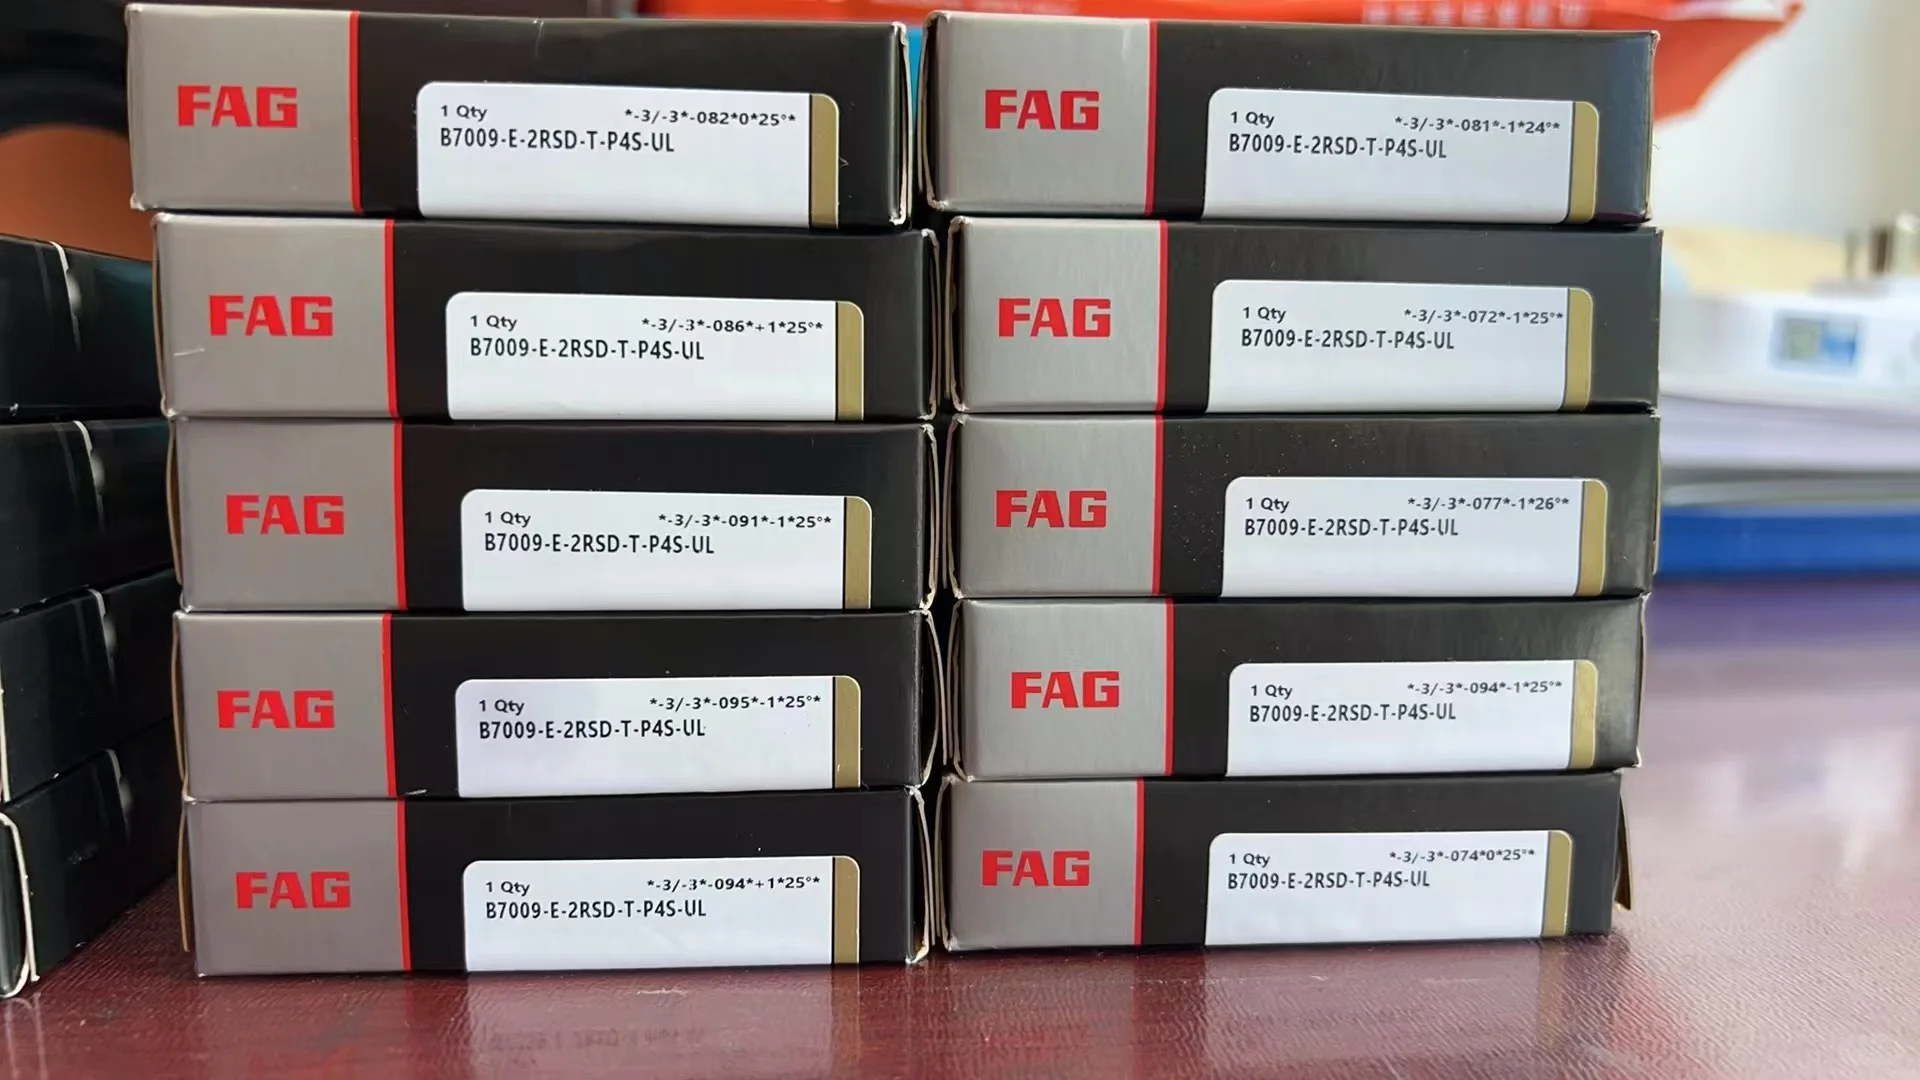 FAG
1 Qty *-3/-3*-082*0*25°*
B7009-E-2RSD-T-P4S-UL
FAG
1 Qty *-3/-3*-086*+1*25°*
B7009-E-2RSD-T-P4S-UL
FAG
1 Qty *-3/-3*-091*-1*25°*
B7009-E-2RSD-T-P4S-UL
FAG
1 Qty *-3/-3*-095*-1*25°*
B7009-E-2RSD-T-P4S-UL
FAG
1 Qty *-3/-3*-094*+1*25°*
B7009-E-2RSD-T-P4S-UL
FAG
1 Qty *-3/-3*-081*-1*24°*
B7009-E-2RSD-T-P4S-UL
FAG
1 Qty *-3/-3*-072*-1*25°*
B7009-E-2RSD-T-P4S-UL
FAG
1 Qty *-3/-3*-077*-1*26°*
B7009-E-2RSD-T-P4S-UL
FAG
1 Qty *-3/-3*-094*-1*25°*
B7009-E-2RSD-T-P4S-UL
FAG
1 Qty *-3/-3*-074*0*25°*
B7009-E-2RSD-T-P4S-UL